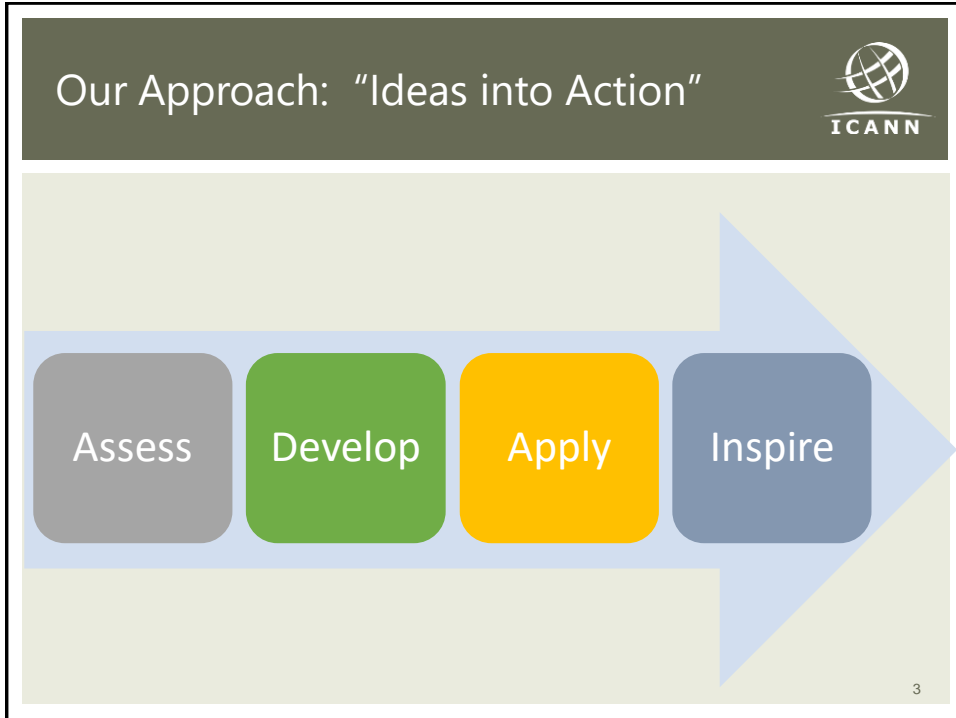 Our Approach: “Ideas into Action”
ICANN
Assess
Develop
Apply
Inspire
3